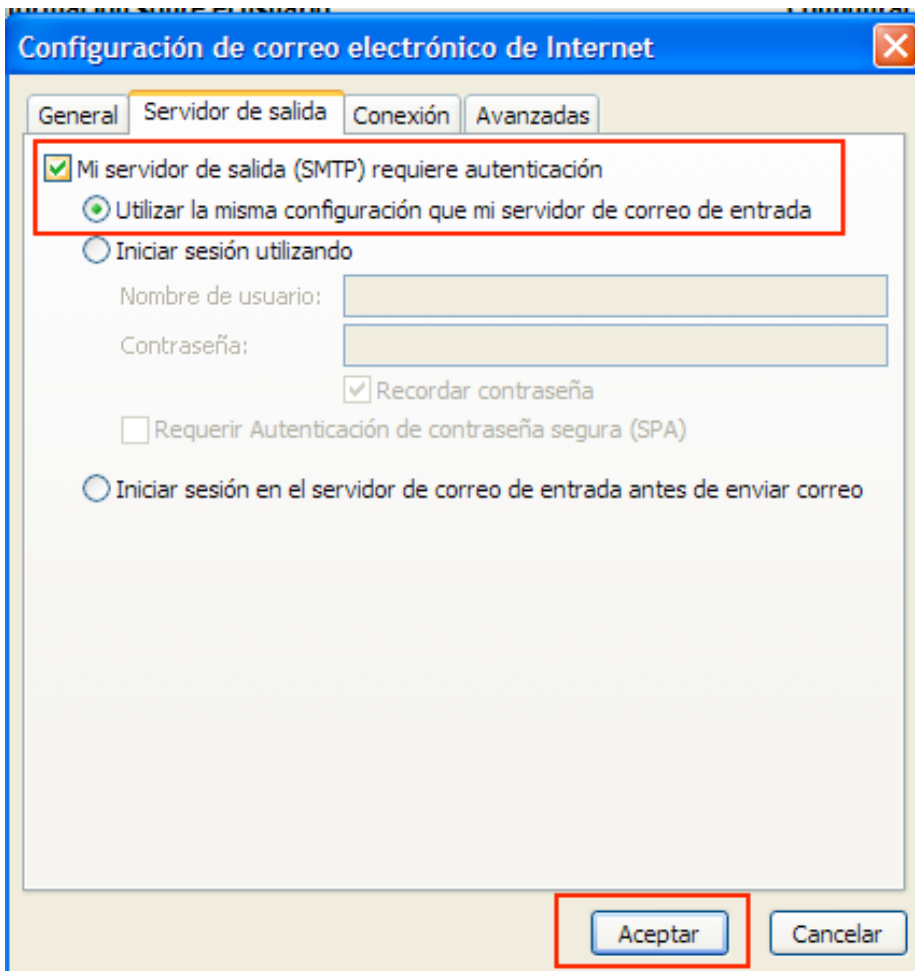 Configuración de correo electrónico de Internet
General Servidor de salida Conexión Avanzadas
Mi servidor de salida (SMTP) requiere autenticación
Utilizar la misma configuración que mi servidor de correo de entrada
Iniciar sesión utilizando
Nombre de usuario:
Contraseña:
Recordar contraseña
Requerir Autenticación de contraseña segura (SPA)
Iniciar sesión en el servidor de correo de entrada antes de enviar correo
Aceptar Cancelar